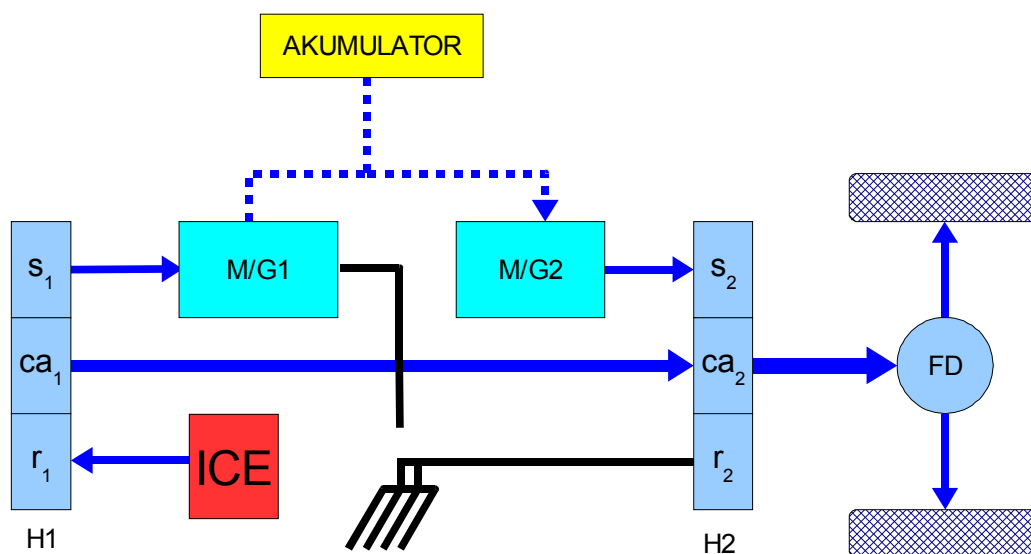 AKUMULATOR
s₁
M/G1
M/G2
s₂
ca₁
ca₂
FD
r₁
ICE
r₂
H1
H2